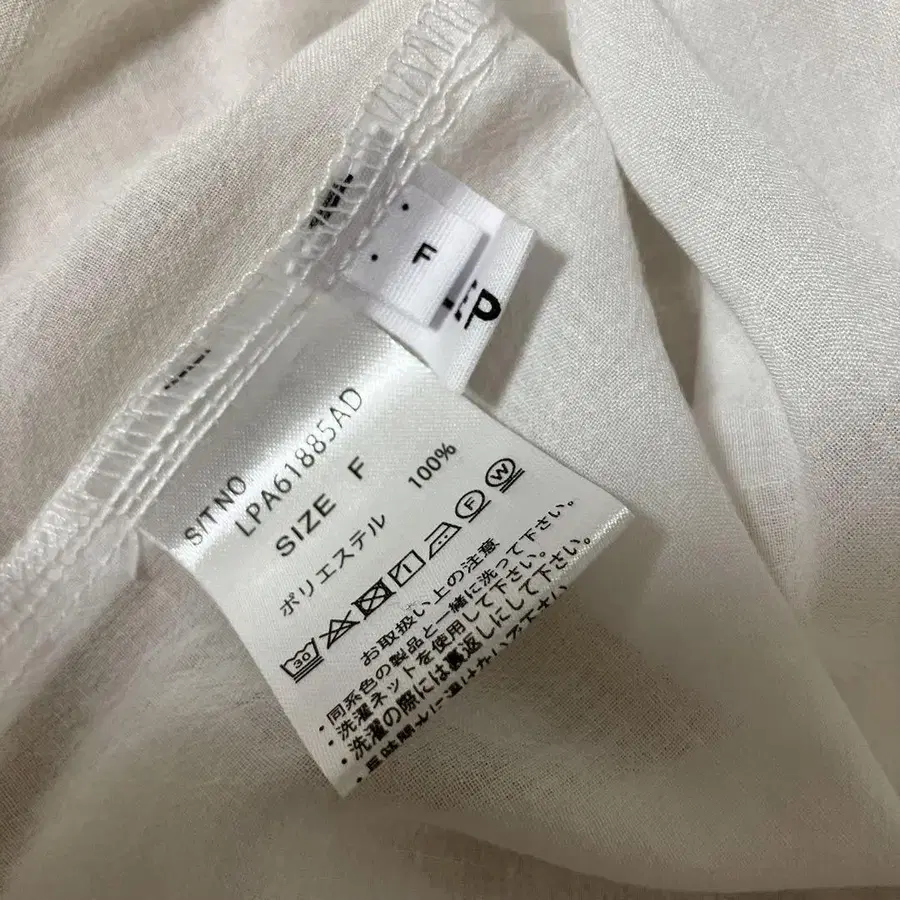 F
S/T NO
LPA61885AD
SIZE F
ポリエステル 100%
30
F
W
お取扱い上の注意
・同系色の製品と一緒に洗って下さい。
・洗濯ネットを使用して下さい。
・洗濯の際には裏返しにして下さい。